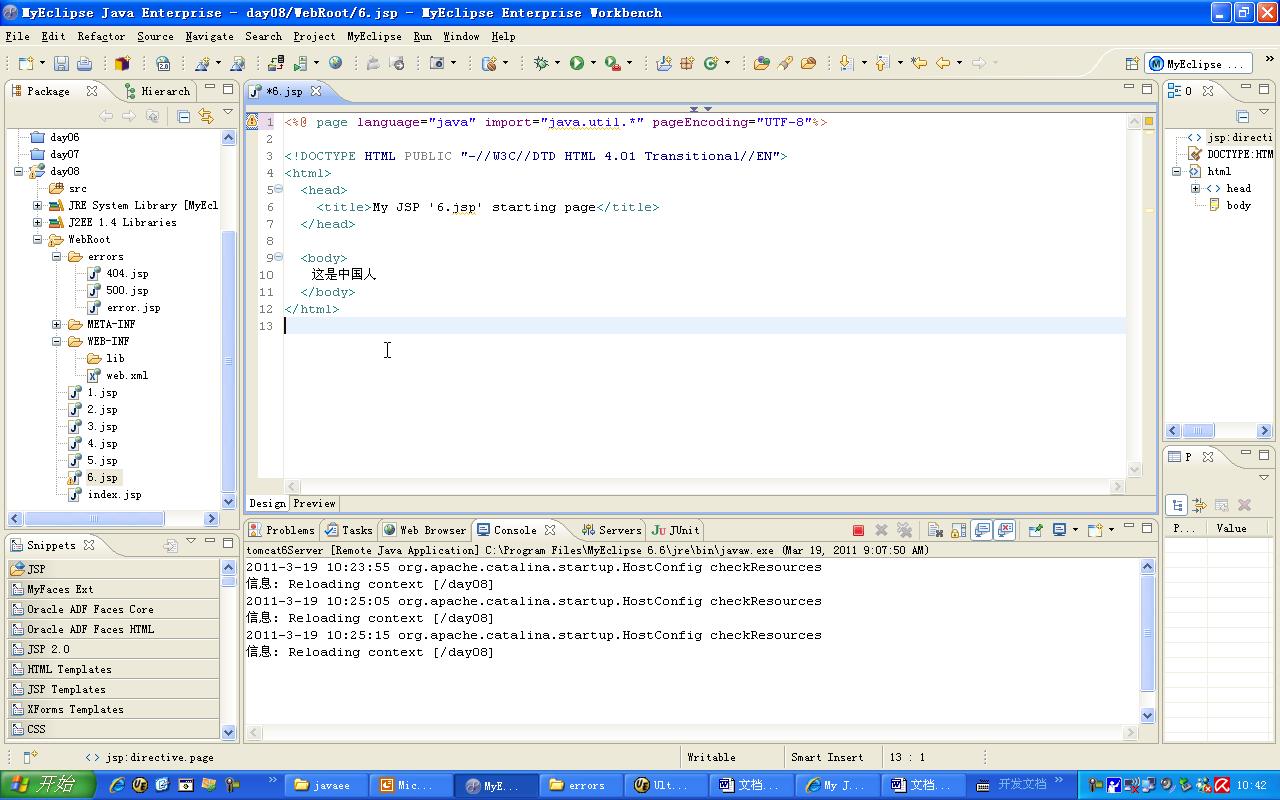 MyEclipse Java Enterprise - day08/WebRoot/6.jsp - MyEclipse Enterprise Workbench
File Edit Refactor Source Navigate Search Project MyEclipse Run Window Help
MyEclipse ...
Package
Hierarch
day06
day07
day08
src
JRE System Library [MyEcl
J2EE 1.4 Libraries
WebRoot
errors
404.jsp
500.jsp
error.jsp
META-INF
WEB-INF
lib
web.xml
1.jsp
2.jsp
3.jsp
4.jsp
5.jsp
6.jsp
index.jsp
*6.jsp
1 <%@ page language="java" import="java.util.*" pageEncoding="UTF-8"%>
2
3 <!DOCTYPE HTML PUBLIC "-//W3C//DTD HTML 4.01 Transitional//EN">
4 <html>
5 <head>
6 <title>My JSP '6.jsp' starting page</title>
7 </head>
8
9 <body>
10 这是中国人
11 </body>
12 </html>
13
Design Preview
O
jsp:directi
DOCTYPE:HTM
html
head
body
P
P... Value
Snippets
JSP
MyFaces Ext
Oracle ADF Faces Core
Oracle ADF Faces HTML
JSP 2.0
HTML Templates
JSP Templates
XForms Templates
CSS
Problems Tasks Web Browser Console Servers JUnit
tomcat6Server [Remote Java Application] C:\Program Files\MyEclipse 6.6\jre\bin\javaw.exe (Mar 19, 2011 9:07:50 AM)
2011-3-19 10:23:55 org.apache.catalina.startup.HostConfig checkResources
信息: Reloading context [/day08]
2011-3-19 10:25:05 org.apache.catalina.startup.HostConfig checkResources
信息: Reloading context [/day08]
2011-3-19 10:25:15 org.apache.catalina.startup.HostConfig checkResources
信息: Reloading context [/day08]
jsp:directive.page
Writable
Smart Insert
13 : 1
开始
javaee
Mic...
MyE...
errors
Ult...
文档...
My J...
文档...
开发文档
10:42